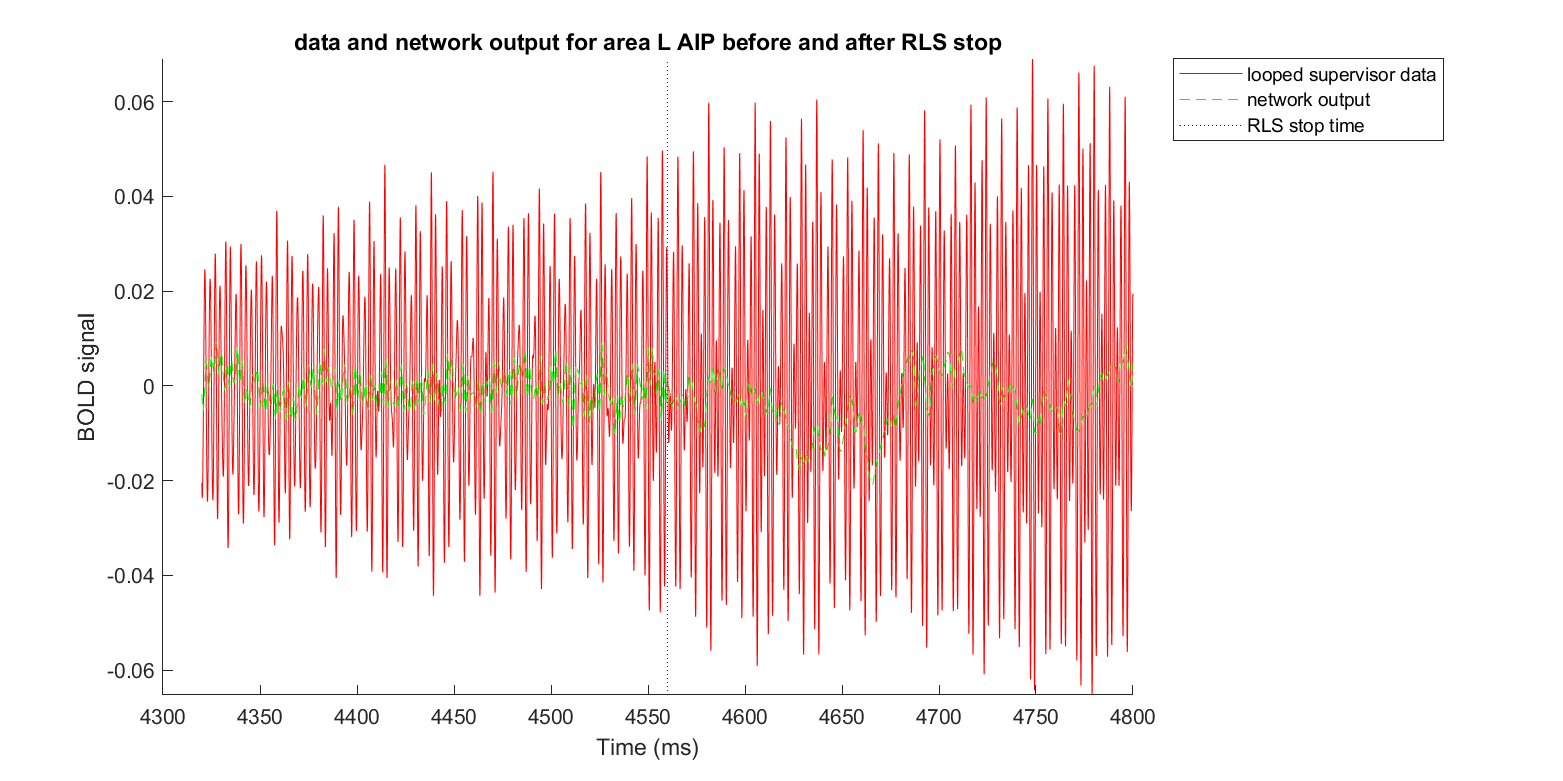 data and network output for area L AIP before and after RLS stop
looped supervisor data
network output
RLS stop time
BOLD signal
0.06
0.04
0.02
0
-0.02
-0.04
-0.06
4300 4350 4400 4450 4500 4550 4600 4650 4700 4750 4800
Time (ms)